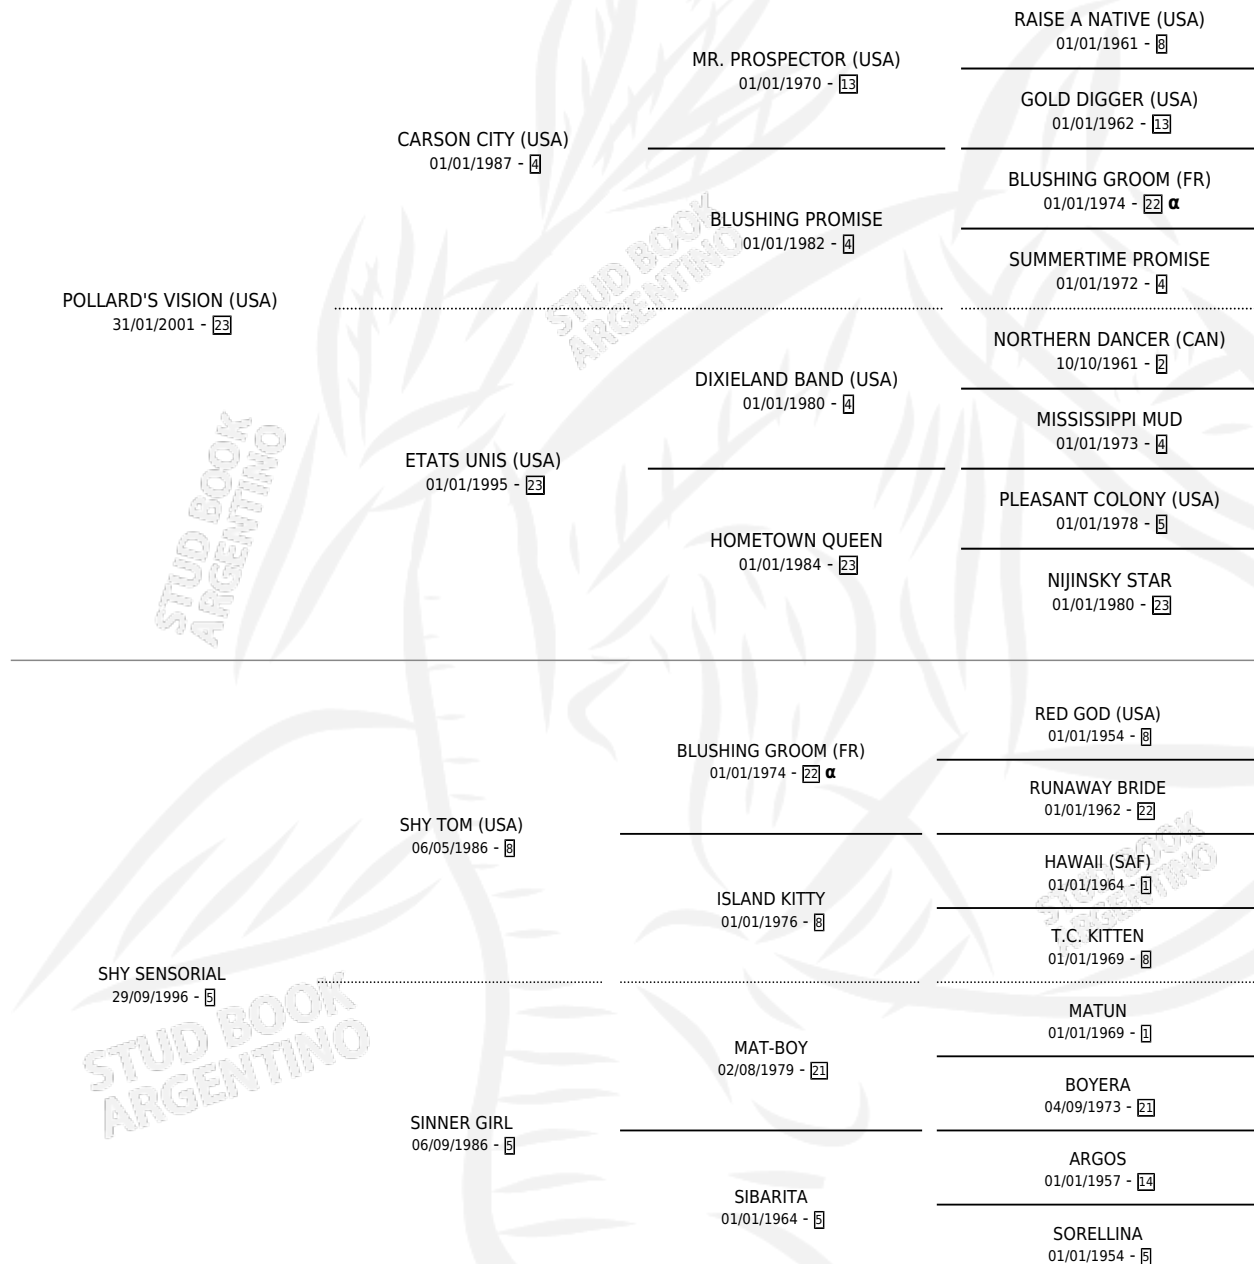 RAISE A NATIVE (USA)
01/01/1961 - 8
MR. PROSPECTOR (USA)
01/01/1970 - 13
GOLD DIGGER (USA)
01/01/1962 - 13
CARSON CITY (USA)
01/01/1987 - 4
BLUSHING GROOM (FR)
01/01/1974 - 22 α
BLUSHING PROMISE
01/01/1982 - 4
SUMMERTIME PROMISE
01/01/1972 - 4
POLLARD'S VISION (USA)
31/01/2001 - 23
NORTHERN DANCER (CAN)
10/10/1961 - 2
DIXIELAND BAND (USA)
01/01/1980 - 4
MISSISSIPPI MUD
01/01/1973 - 4
ETATS UNIS (USA)
01/01/1995 - 23
PLEASANT COLONY (USA)
01/01/1978 - 5
HOMETOWN QUEEN
01/01/1984 - 23
NIJINSKY STAR
01/01/1980 - 23
RED GOD (USA)
01/01/1954 - 8
BLUSHING GROOM (FR)
01/01/1974 - 22 α
RUNAWAY BRIDE
01/01/1962 - 22
SHY TOM (USA)
06/05/1986 - 8
HAWAII (SAF)
01/01/1964 - 1
ISLAND KITTY
01/01/1976 - 8
T.C. KITTEN
01/01/1969 - 8
SHY SENSORIAL
29/09/1996 - 5
MATUN
01/01/1969 - 1
MAT-BOY
02/08/1979 - 21
BOYERA
04/09/1973 - 21
SINNER GIRL
06/09/1986 - 5
ARGOS
01/01/1957 - 14
SIBARITA
01/01/1964 - 5
SORELLINA
01/01/1954 - 5
STUD BOOK
ARGENTINO
STUD BOOK
ARGENTINO
STUD BOOK
ARGENTINO
STUD BOOK
ARGENTINO